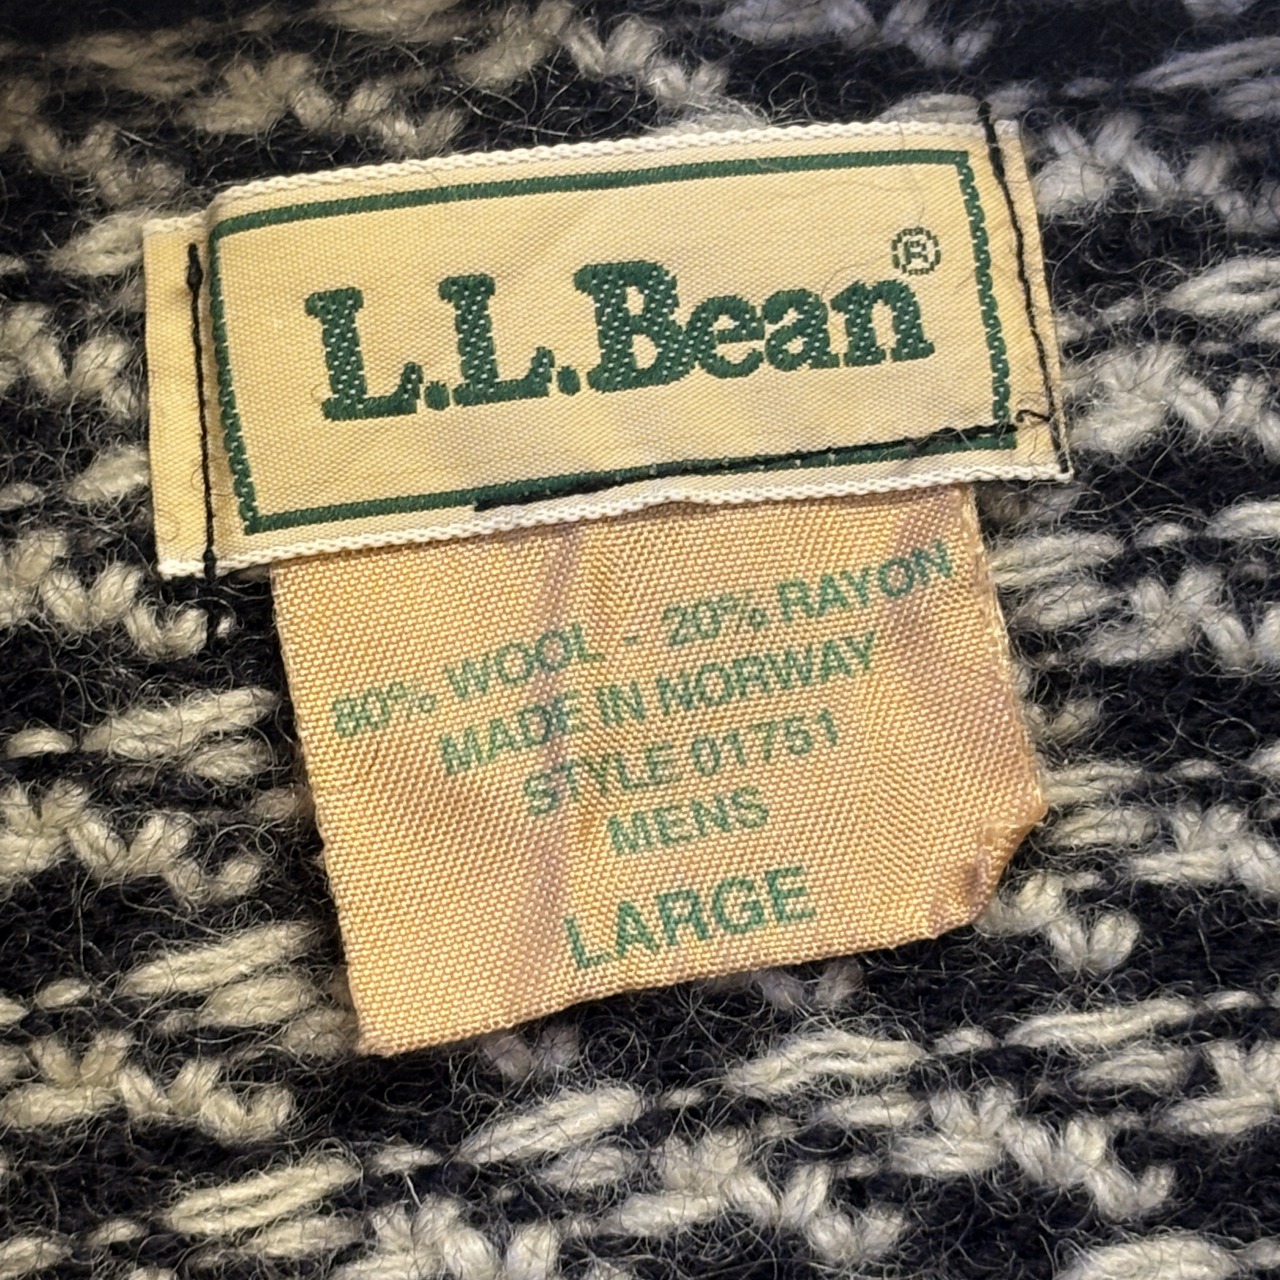 L.L.Bean®
80% WOOL - 20% RAYON
MADE IN NORWAY
STYLE 01751
MENS
LARGE